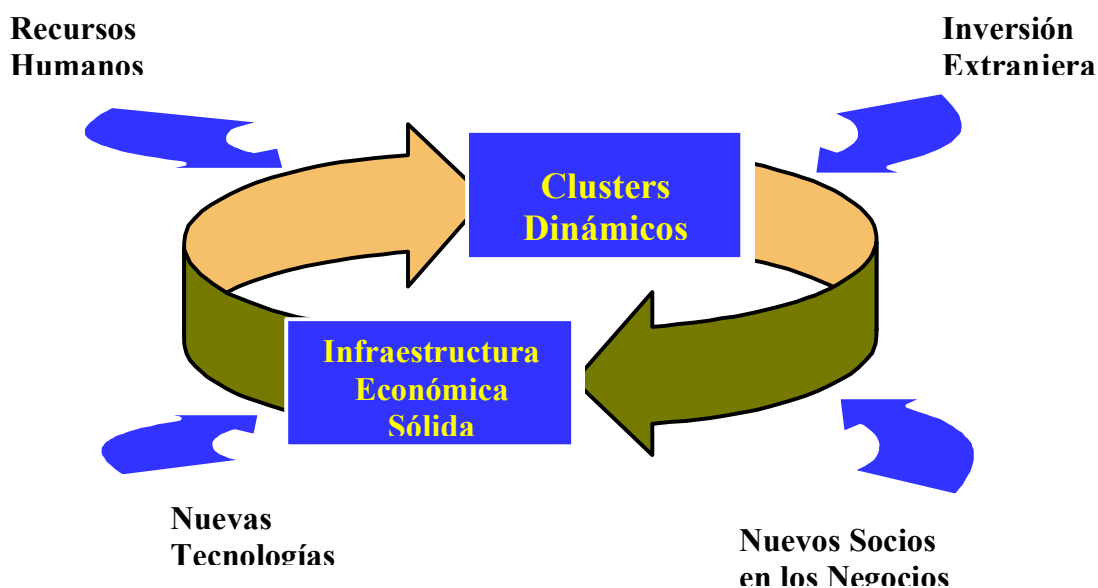 Recursos
Humanos
Inversión
Extranjera
Clusters
Dinámicos
Infraestructura
Económica
Sólida
Nuevas
Tecnologías
Nuevos Socios
en los Negocios